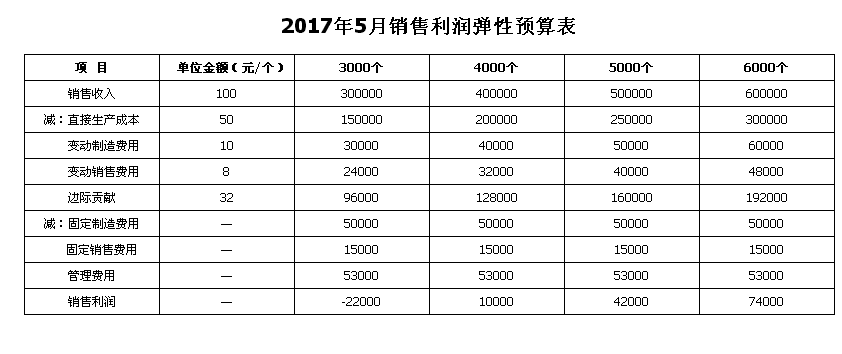 2017年5月销售利润弹性预算表
项 目 单位金额（元/个） 3000个 4000个 5000个 6000个
销售收入 100 300000 400000 500000 600000
减：直接生产成本 50 150000 200000 250000 300000
变动制造费用 10 30000 40000 50000 60000
变动销售费用 8 24000 32000 40000 48000
边际贡献 32 96000 128000 160000 192000
减：固定制造费用 — 50000 50000 50000 50000
固定销售费用 — 15000 15000 15000 15000
管理费用 — 53000 53000 53000 53000
销售利润 — -22000 10000 42000 74000